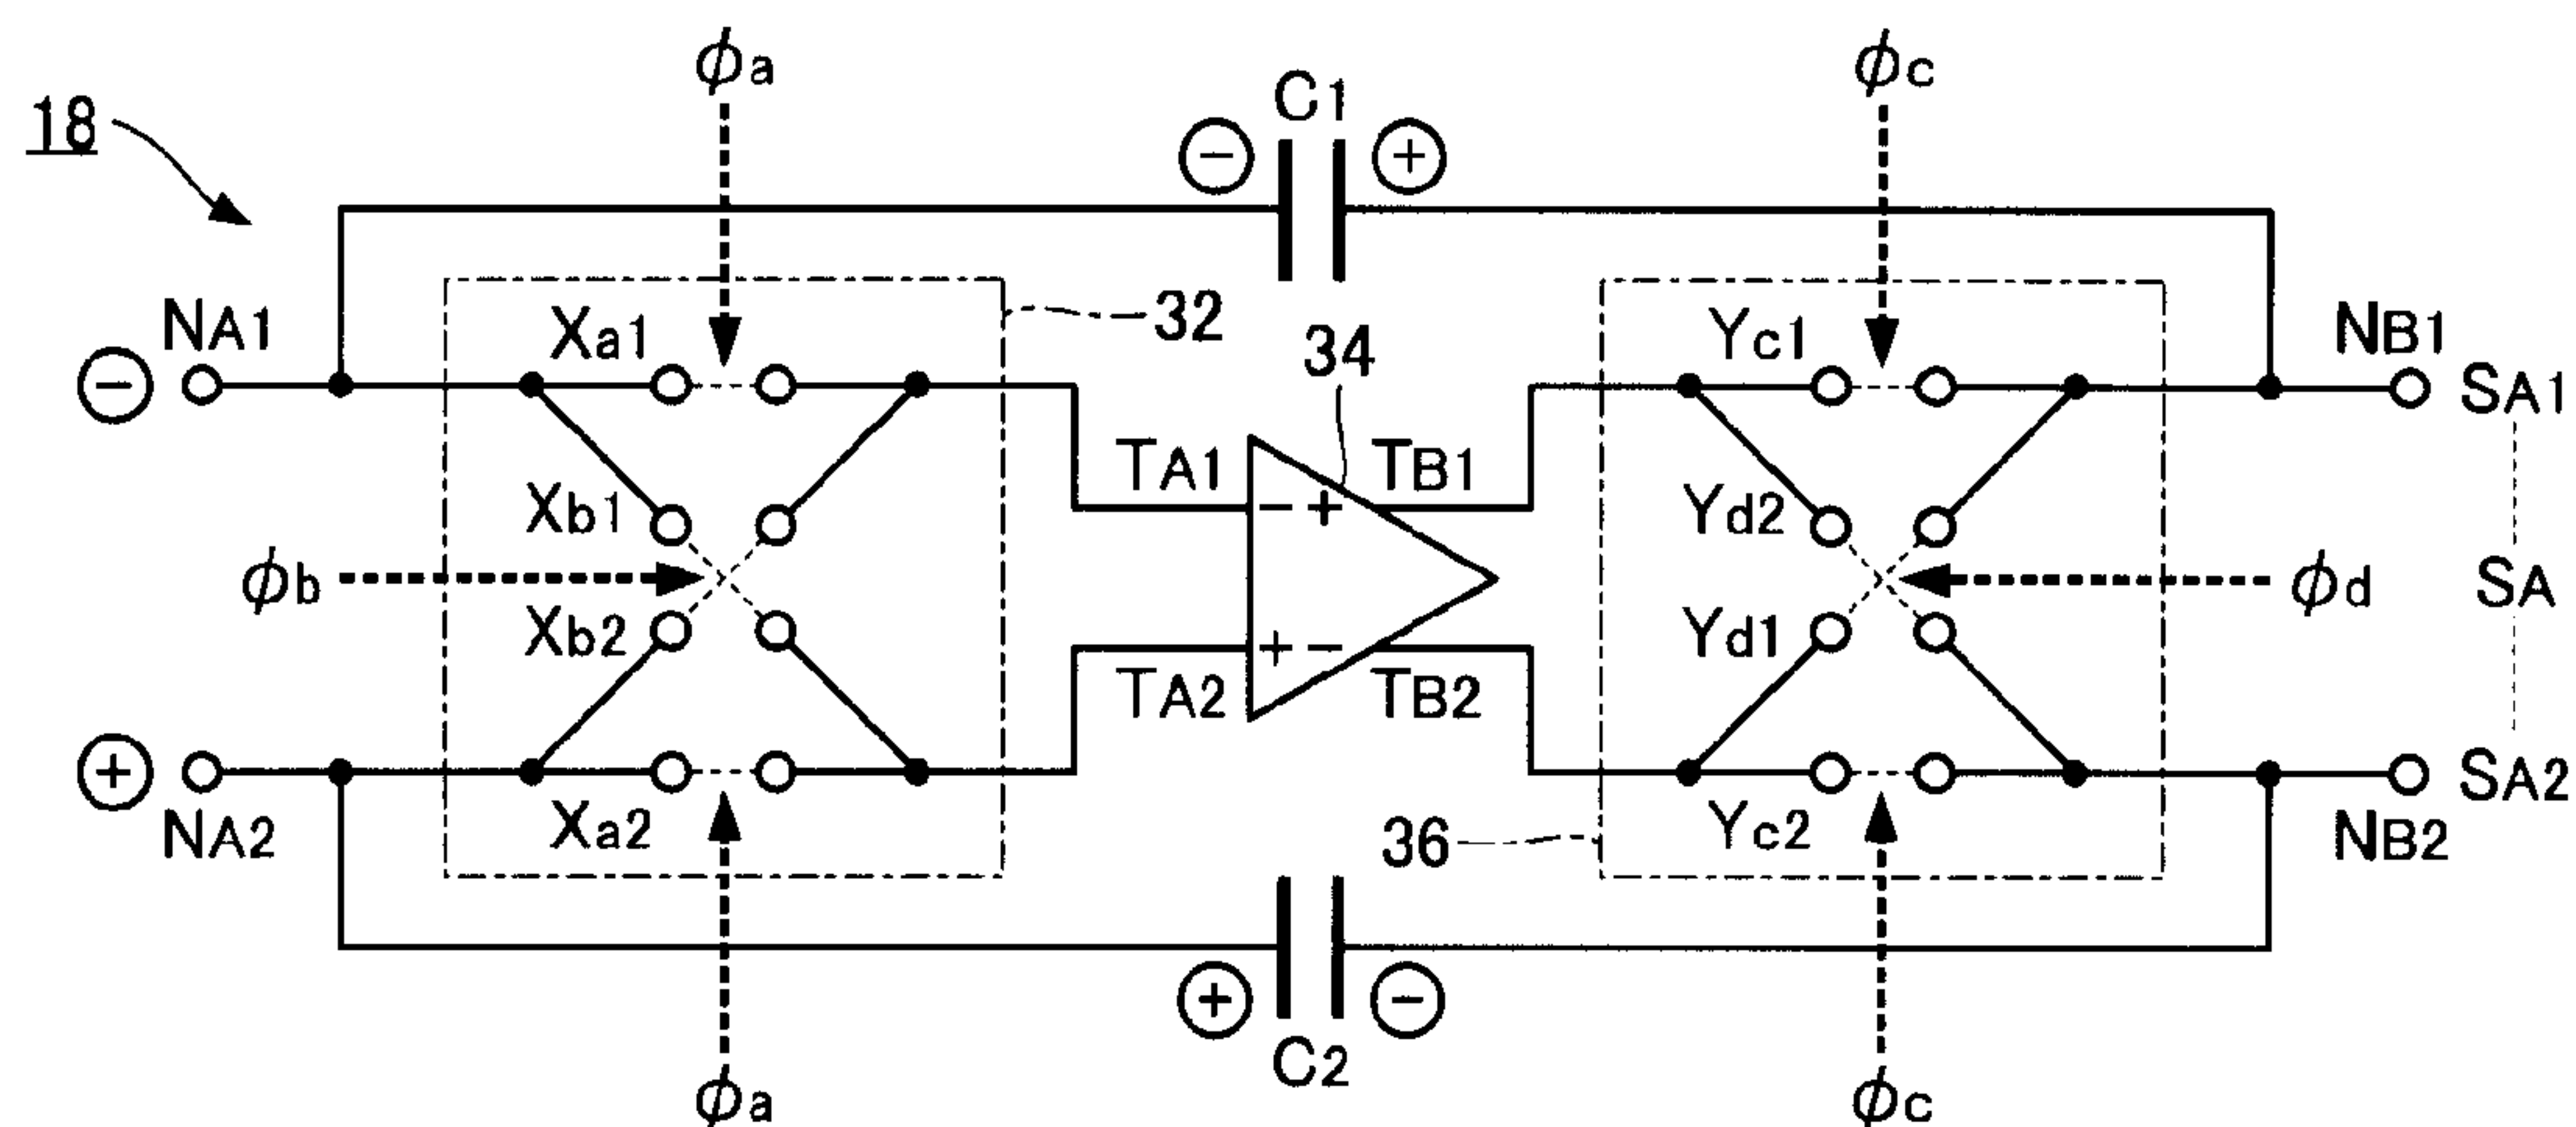 ϕa
ϕc
18
C1
⊖
⊕
NA1
Xa1
32
34
Yc1
NB1
⊖
SA1
TA1
TB1
Xb1
Yd2
− +
ϕb
ϕd
SA
Xb2
Yd1
+ −
TA2
TB2
⊕
SA2
NA2
Xa2
36
Yc2
NB2
⊕
⊖
C2
ϕa
ϕc